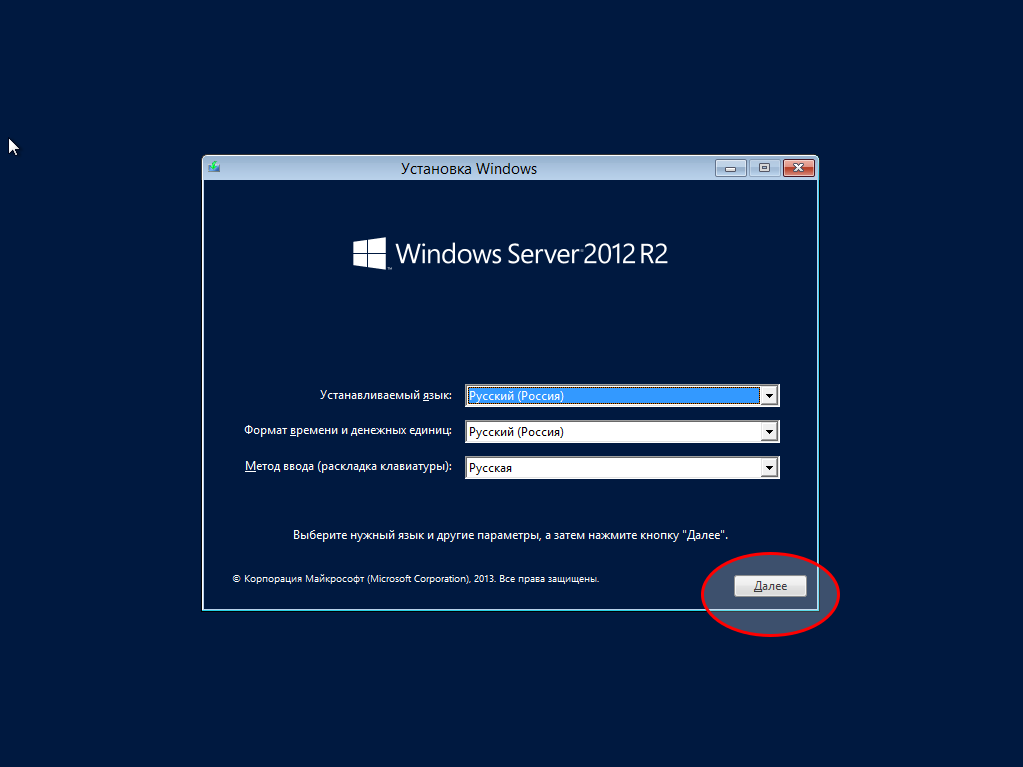 Установка Windows
Windows Server 2012 R2
Устанавливаемый язык: Русский (Россия)
Формат времени и денежных единиц: Русский (Россия)
Метод ввода (раскладка клавиатуры): Русская
Выберите нужный язык и другие параметры, а затем нажмите кнопку "Далее".
© Корпорация Майкрософт (Microsoft Corporation), 2013. Все права защищены.
Далее